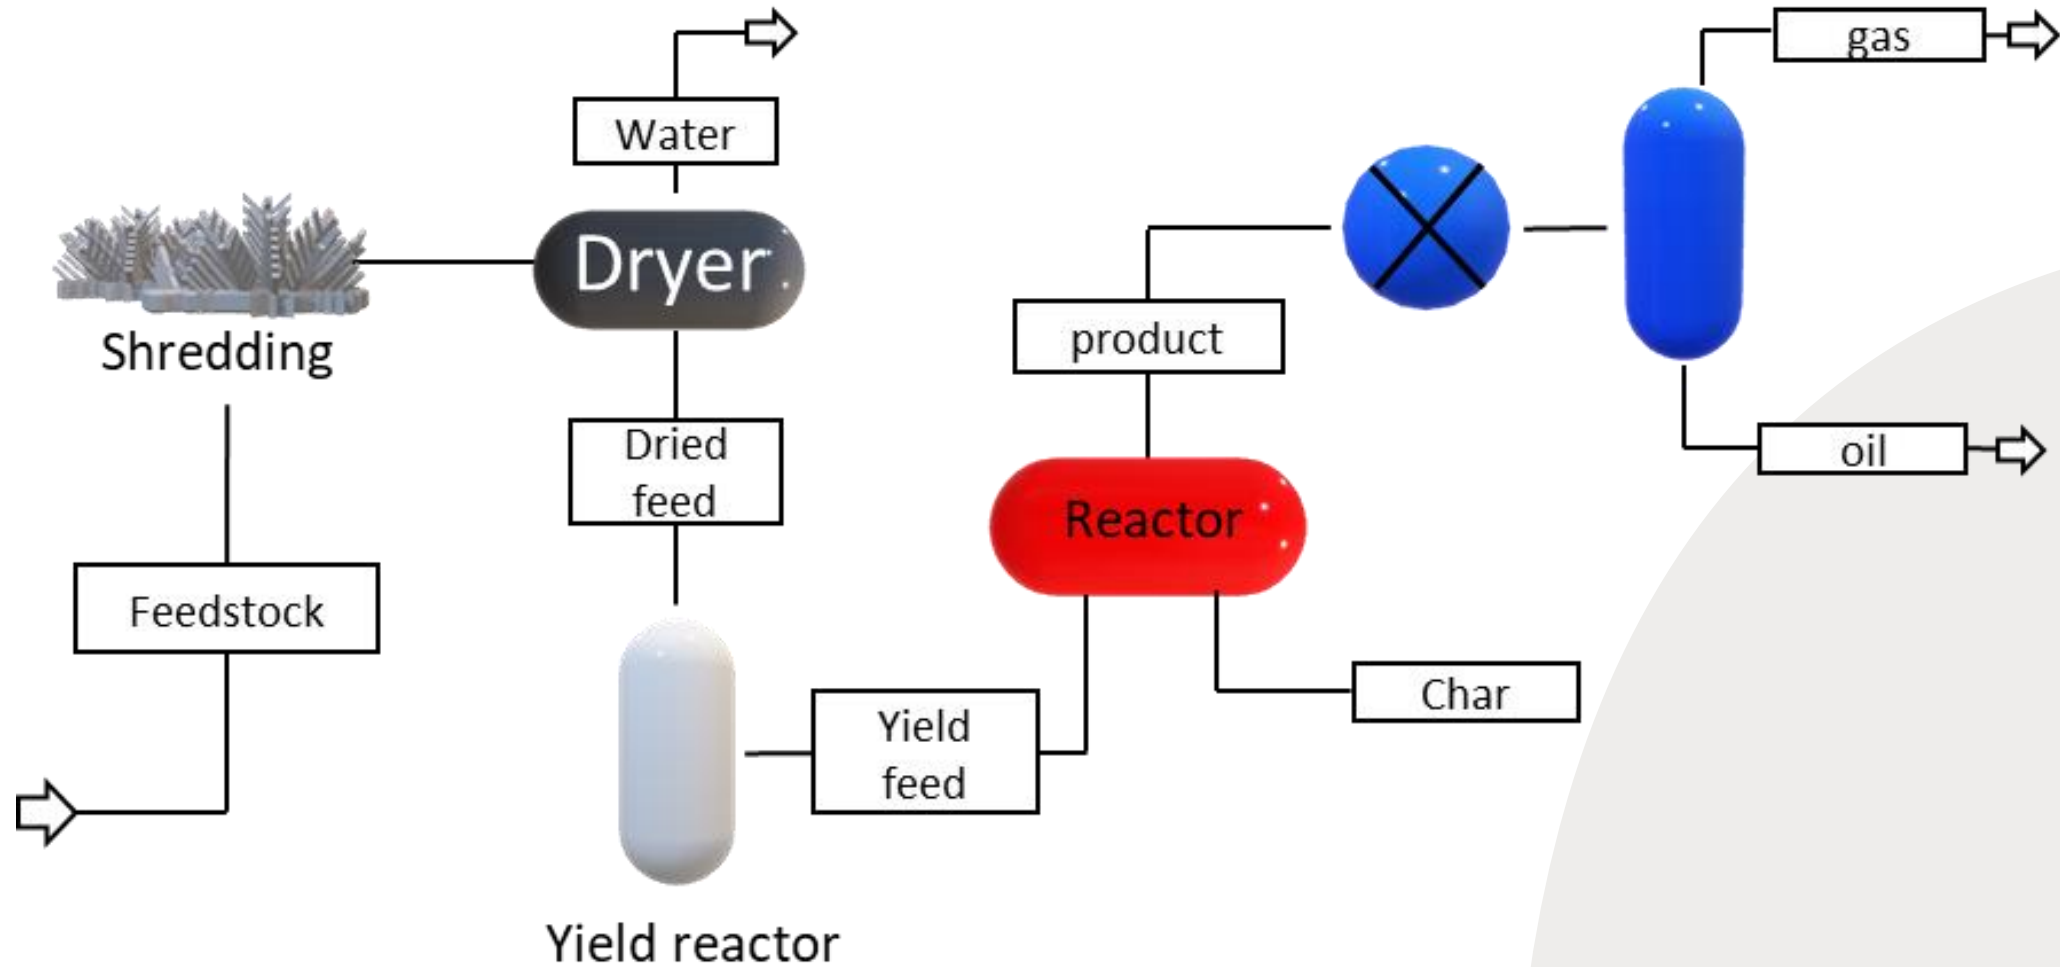 gas
Water
Dryer
Shredding
product
Dried
feed
oil
Reactor
Feedstock
Char
Yield
feed
Yield reactor